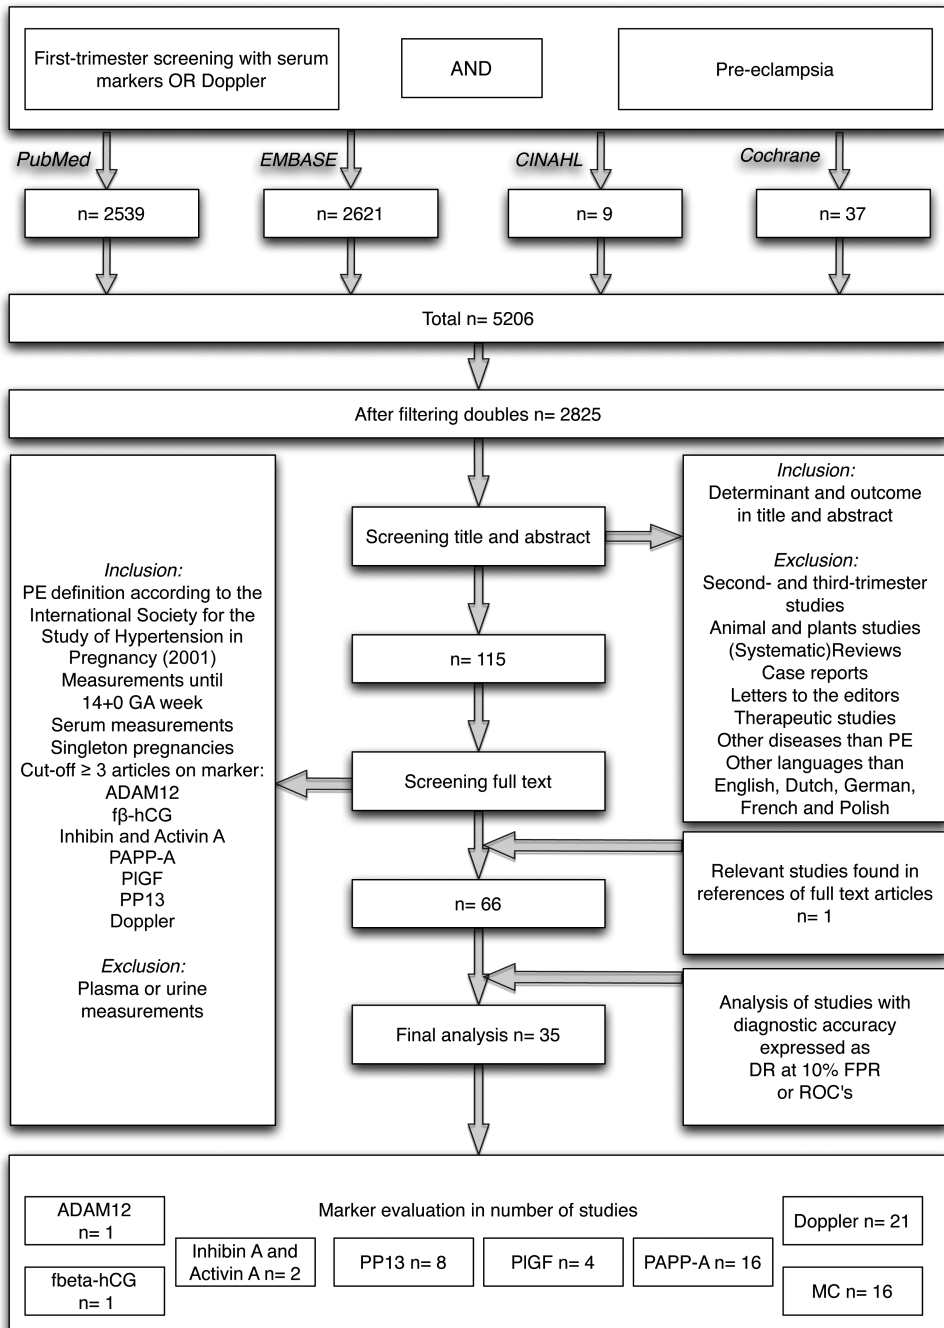 First-trimester screening with serum
markers OR Doppler
AND
Pre-eclampsia
PubMed
EMBASE
CINAHL
Cochrane
n= 2539
n= 2621
n= 9
n= 37
Total n= 5206
After filtering doubles n= 2825
Screening title and abstract
Inclusion:
Determinant and outcome
in title and abstract
Exclusion:
Second- and third-trimester
studies
Animal and plants studies
(Systematic)Reviews
Case reports
Letters to the editors
Therapeutic studies
Other diseases than PE
Other languages than
English, Dutch, German,
French and Polish
n= 115
Screening full text
Inclusion:
PE definition according to the
International Society for the
Study of Hypertension in
Pregnancy (2001)
Measurements until
14+0 GA week
Serum measurements
Singleton pregnancies
Cut-off ≥ 3 articles on marker:
ADAM12
fβ-hCG
Inhibin and Activin A
PAPP-A
PlGF
PP13
Doppler
Exclusion:
Plasma or urine
measurements
Relevant studies found in
references of full text articles
n= 1
n= 66
Analysis of studies with
diagnostic accuracy
expressed as
DR at 10% FPR
or ROC's
Final analysis n= 35
Marker evaluation in number of studies
ADAM12
n= 1
fbeta-hCG
n= 1
Inhibin A and
Activin A n= 2
PP13 n= 8
PlGF n= 4
PAPP-A n= 16
Doppler n= 21
MC n= 16